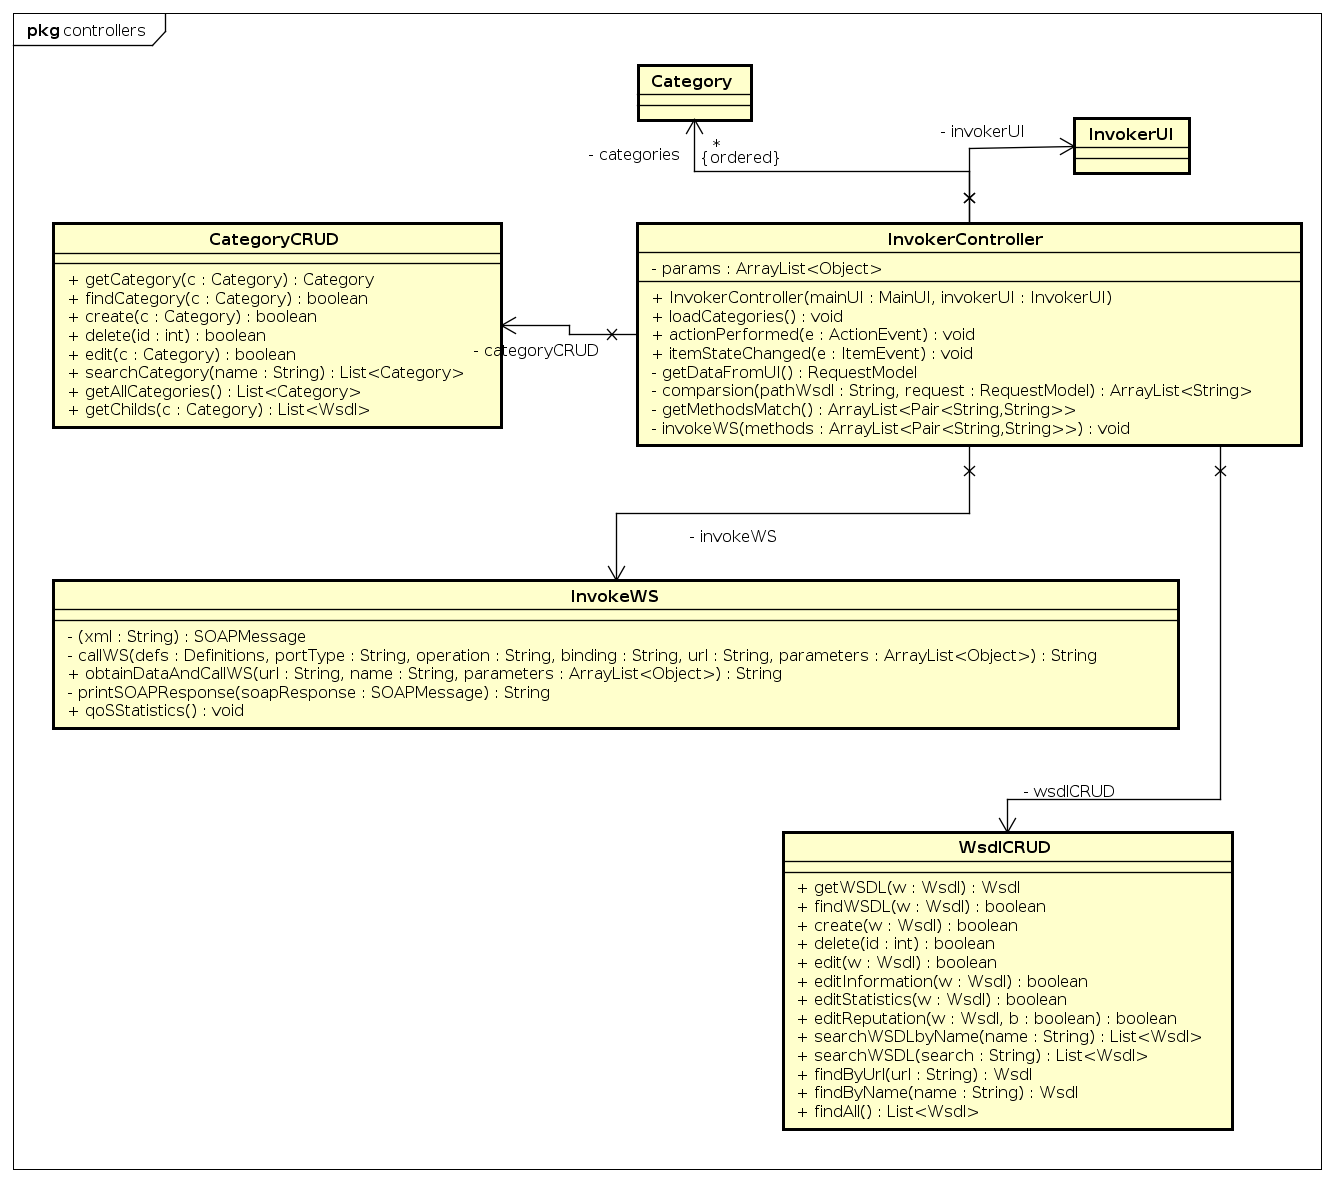 pkg controllers
Category
InvokerUI
- invokerUI
*
- categories
{ordered}
CategoryCRUD
+ getCategory(c : Category) : Category
+ findCategory(c : Category) : boolean
+ create(c : Category) : boolean
+ delete(id : int) : boolean
+ edit(c : Category) : boolean
+ searchCategory(name : String) : List<Category>
+ getAllCategories() : List<Category>
+ getChilds(c : Category) : List<Wsdl>
- categoryCRUD
InvokerController
- params : ArrayList<Object>
+ InvokerController(mainUI : MainUI, invokerUI : InvokerUI)
+ loadCategories() : void
+ actionPerformed(e : ActionEvent) : void
+ itemStateChanged(e : ItemEvent) : void
- getDataFromUI() : RequestModel
- comparsion(pathWsdl : String, request : RequestModel) : ArrayList<String>
- getMethodsMatch() : ArrayList<Pair<String,String>>
- invokeWS(methods : ArrayList<Pair<String,String>>) : void
- invokeWS
InvokeWS
- (xml : String) : SOAPMessage
- callWS(defs : Definitions, portType : String, operation : String, binding : String, url : String, parameters : ArrayList<Object>) : String
+ obtainDataAndCallWS(url : String, name : String, parameters : ArrayList<Object>) : String
- printSOAPResponse(soapResponse : SOAPMessage) : String
+ qoSStatistics() : void
- wsdlCRUD
WsdlCRUD
+ getWSDL(w : Wsdl) : Wsdl
+ findWSDL(w : Wsdl) : boolean
+ create(w : Wsdl) : boolean
+ delete(id : int) : boolean
+ edit(w : Wsdl) : boolean
+ editInformation(w : Wsdl) : boolean
+ editStatistics(w : Wsdl) : boolean
+ editReputation(w : Wsdl, b : boolean) : boolean
+ searchWSDLbyName(name : String) : List<Wsdl>
+ searchWSDL(search : String) : List<Wsdl>
+ findByUrl(url : String) : Wsdl
+ findByName(name : String) : Wsdl
+ findAll() : List<Wsdl>